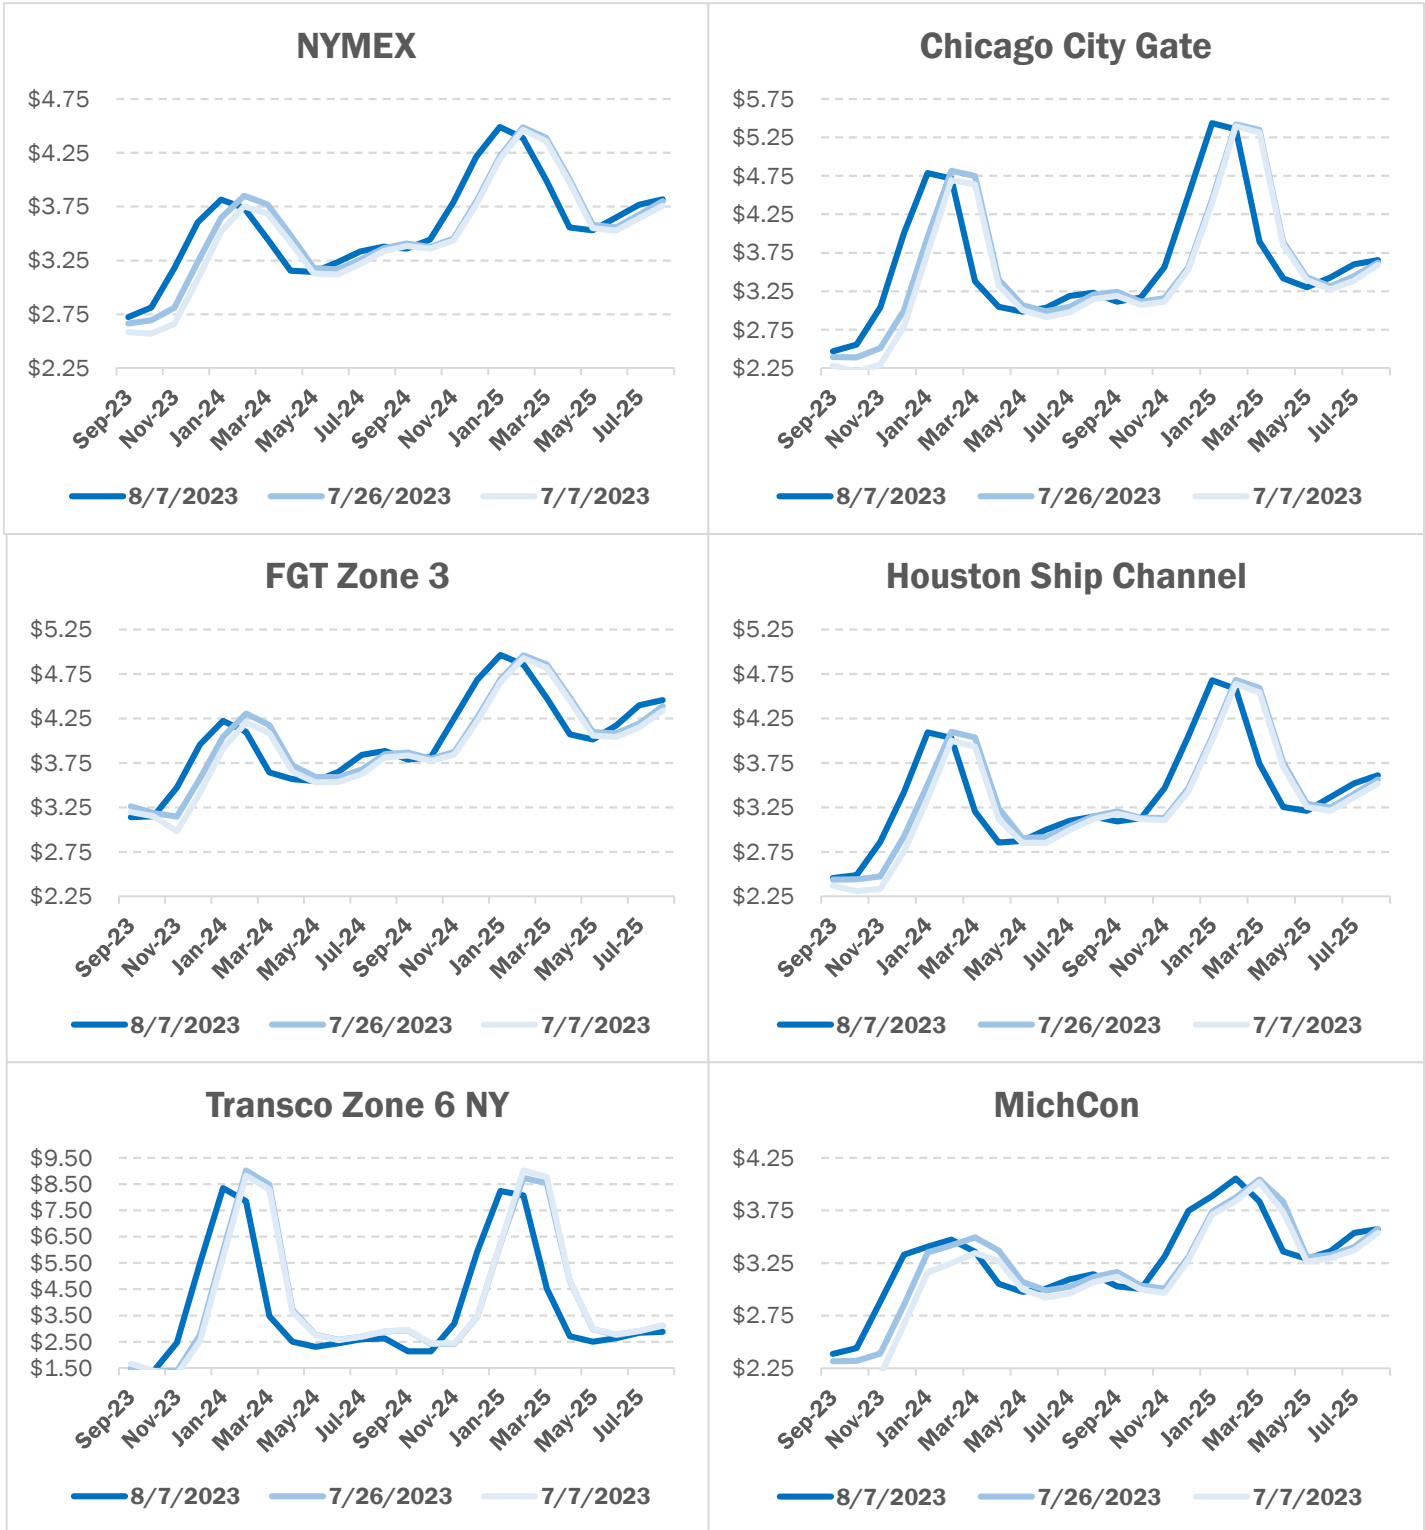 NYMEX
$4.75
$4.25
$3.75
$3.25
$2.75
$2.25
Sep-23 Nov-23 Jan-24 Mar-24 May-24 Jul-24 Sep-24 Nov-24 Jan-25 Mar-25 May-25 Jul-25
8/7/2023 7/26/2023 7/7/2023
Chicago City Gate
$5.75
$5.25
$4.75
$4.25
$3.75
$3.25
$2.75
$2.25
Sep-23 Nov-23 Jan-24 Mar-24 May-24 Jul-24 Sep-24 Nov-24 Jan-25 Mar-25 May-25 Jul-25
8/7/2023 7/26/2023 7/7/2023
FGT Zone 3
$5.25
$4.75
$4.25
$3.75
$3.25
$2.75
$2.25
Sep-23 Nov-23 Jan-24 Mar-24 May-24 Jul-24 Sep-24 Nov-24 Jan-25 Mar-25 May-25 Jul-25
8/7/2023 7/26/2023 7/7/2023
Houston Ship Channel
$5.25
$4.75
$4.25
$3.75
$3.25
$2.75
$2.25
Sep-23 Nov-23 Jan-24 Mar-24 May-24 Jul-24 Sep-24 Nov-24 Jan-25 Mar-25 May-25 Jul-25
8/7/2023 7/26/2023 7/7/2023
Transco Zone 6 NY
$9.50
$8.50
$7.50
$6.50
$5.50
$4.50
$3.50
$2.50
$1.50
Sep-23 Nov-23 Jan-24 Mar-24 May-24 Jul-24 Sep-24 Nov-24 Jan-25 Mar-25 May-25 Jul-25
8/7/2023 7/26/2023 7/7/2023
MichCon
$4.25
$3.75
$3.25
$2.75
$2.25
Sep-23 Nov-23 Jan-24 Mar-24 May-24 Jul-24 Sep-24 Nov-24 Jan-25 Mar-25 May-25 Jul-25
8/7/2023 7/26/2023 7/7/2023